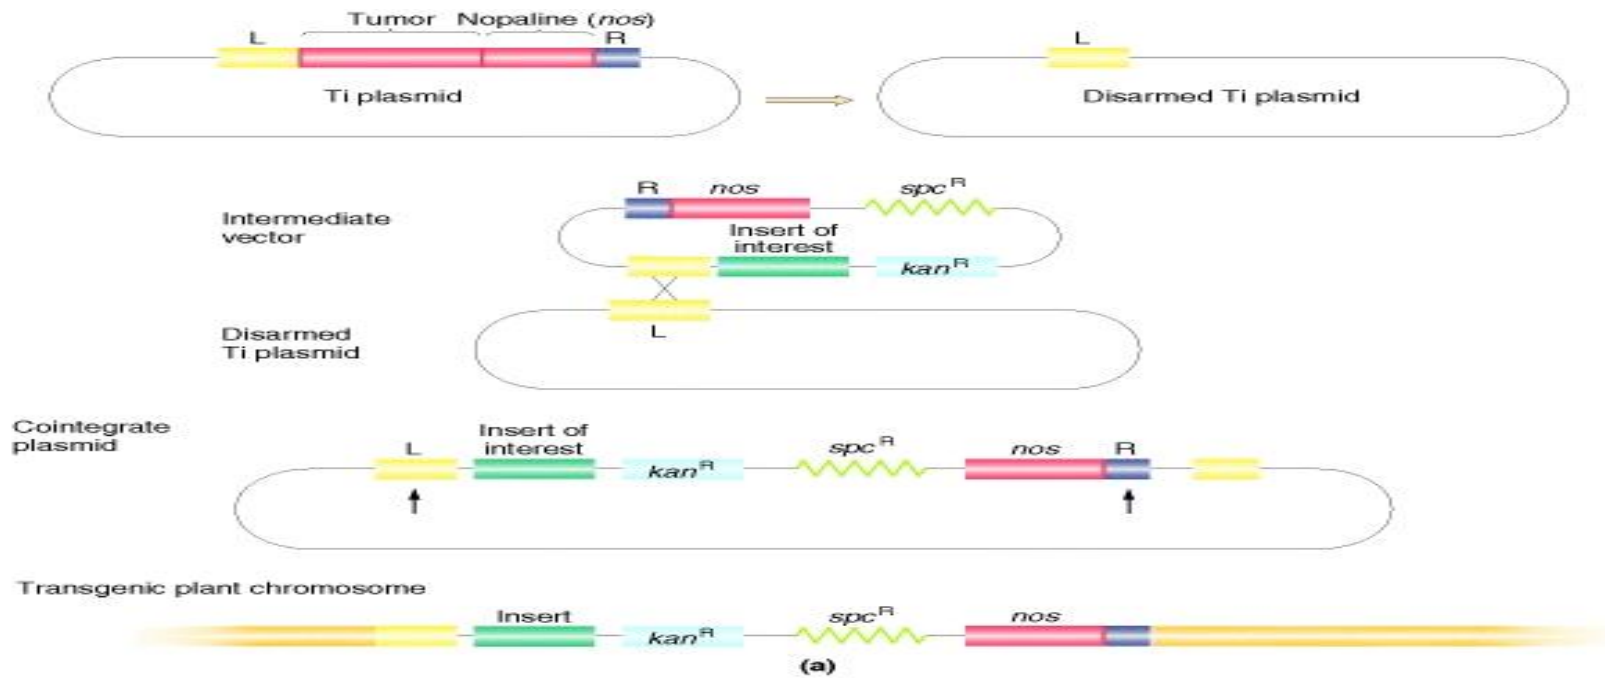 Tumor Nopaline (nos)
L R L
Ti plasmid Disarmed Ti plasmid
R nos spcR
Intermediate
vector
Insert of
interest
kanR
L
Disarmed
Ti plasmid
Cointegrate
plasmid
L Insert of
interest kanR spcR nos R
Transgenic plant chromosome
Insert kanR spcR nos
(a)